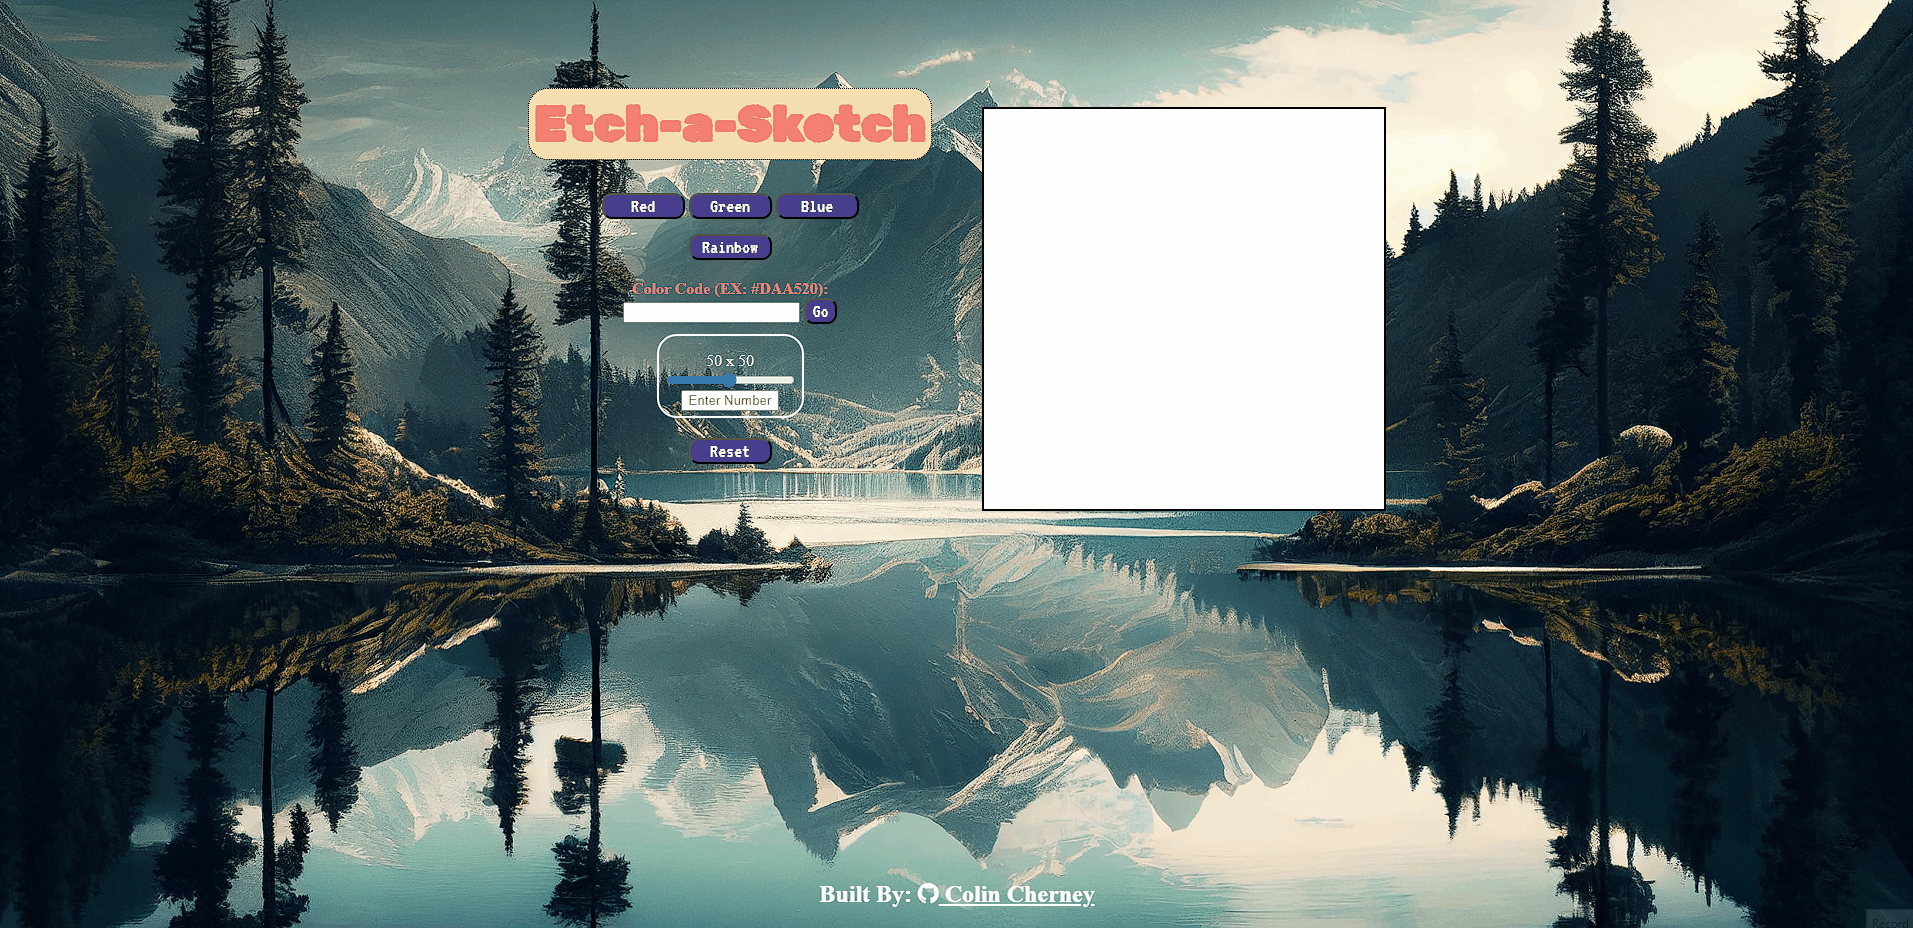 Etch-a-Sketch
Red Green Blue
Rainbow
Color Code (EX: #DAA520):
Go
50 x 50
Enter Number
Reset
Built By: Colin Cherney
Record